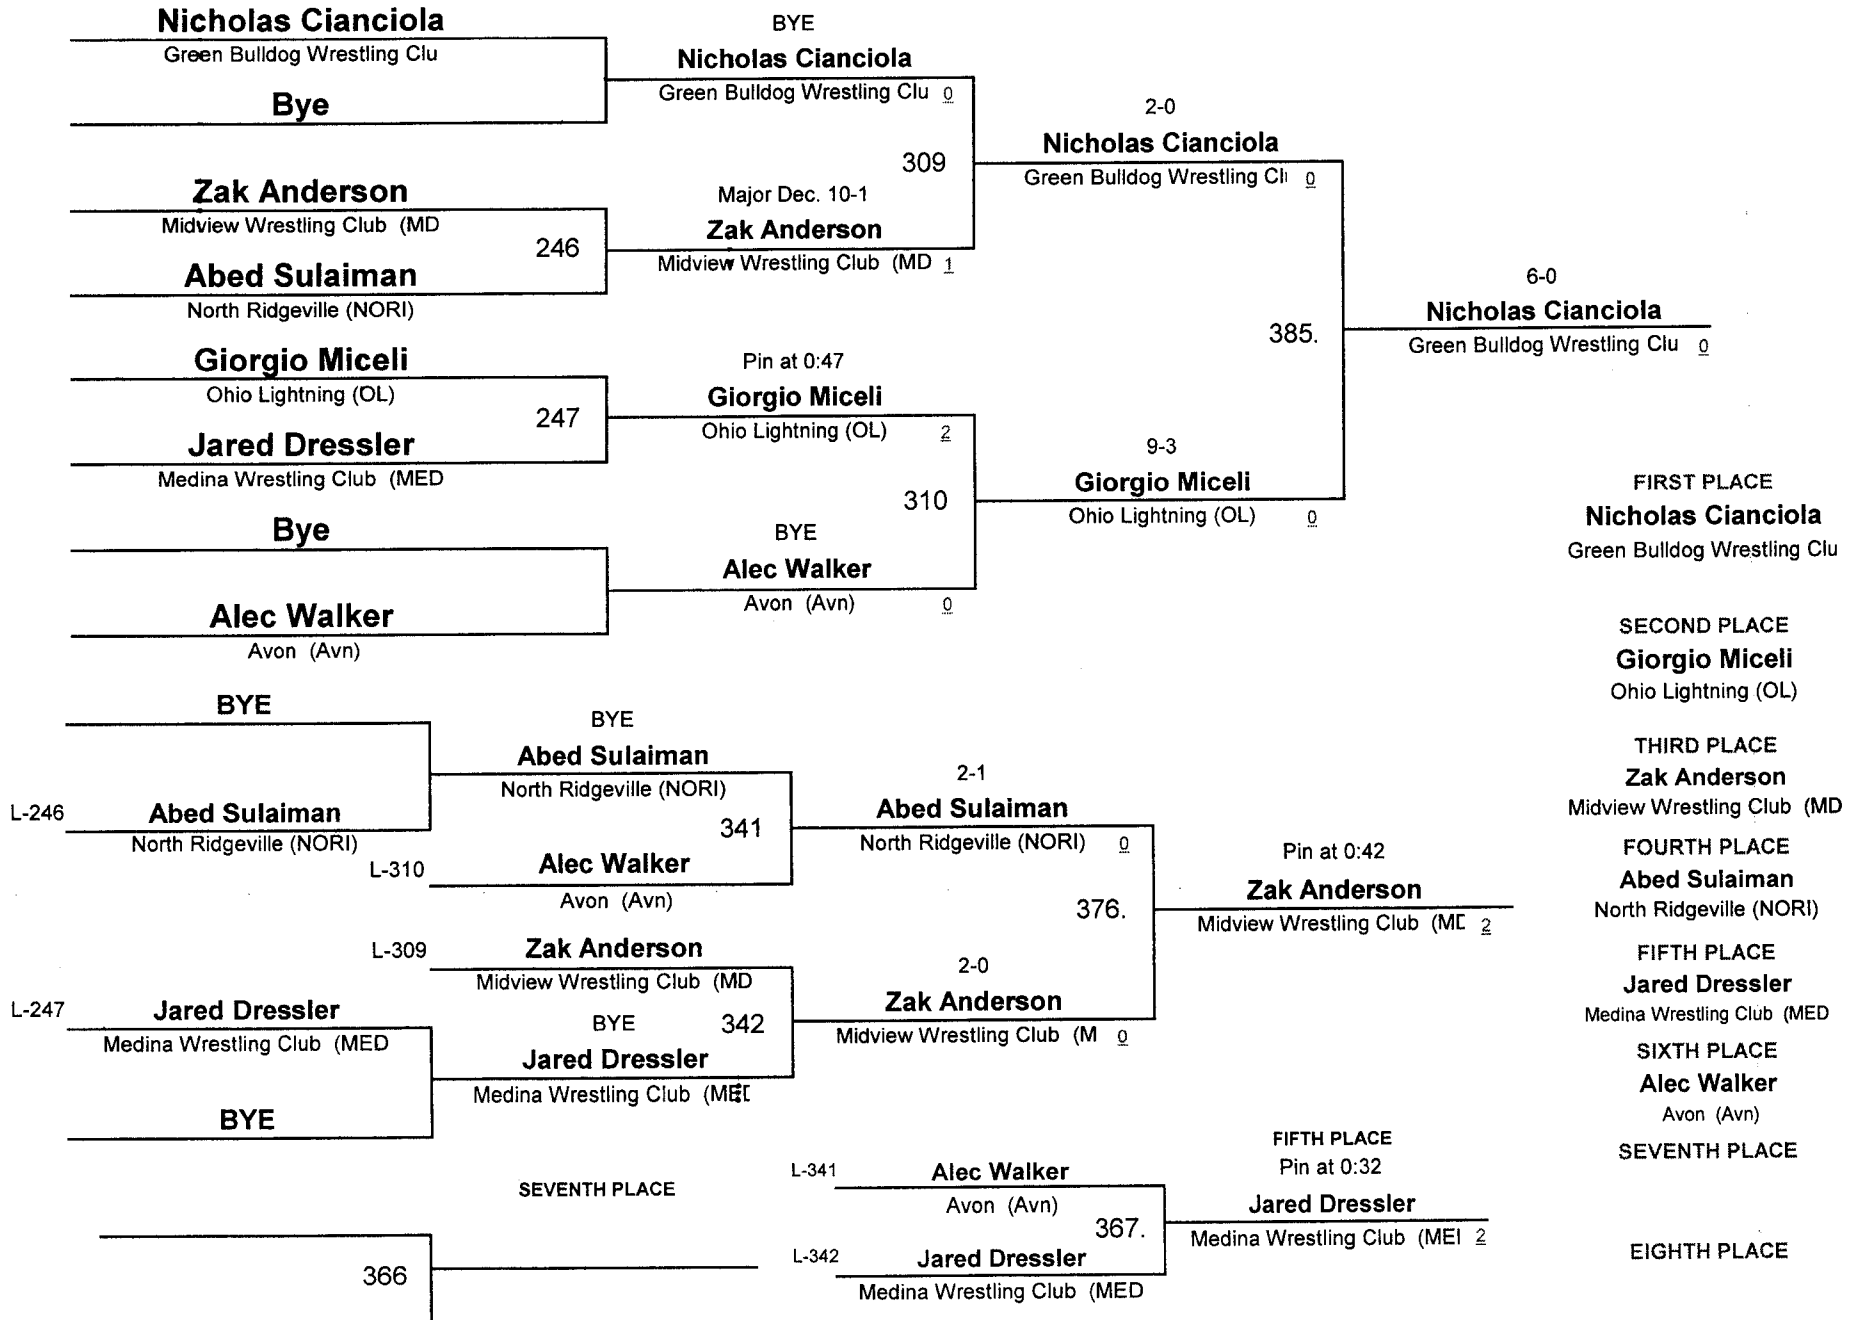 Nicholas Cianciola
Green Bulldog Wrestling Clu
Bye
Zak Anderson
Midview Wrestling Club (MD
246
Abed Sulaiman
North Ridgeville (NORI)
Giorgio Miceli
Ohio Lightning (OL)
247
Jared Dressler
Medina Wrestling Club (MED
Bye
Alec Walker
Avon (Avn)
BYE
Nicholas Cianciola
Green Bulldog Wrestling Clu 0
309
Major Dec. 10-1
Zak Anderson
Midview Wrestling Club (MD 1
Pin at 0:47
Giorgio Miceli
Ohio Lightning (OL) 2
310
BYE
Alec Walker
Avon (Avn) 0
2-0
Nicholas Cianciola
Green Bulldog Wrestling Cl 0
385.
9-3
Giorgio Miceli
Ohio Lightning (OL) 0
6-0
Nicholas Cianciola
Green Bulldog Wrestling Clu 0
BYE
L-246 Abed Sulaiman
North Ridgeville (NORI)
BYE
Abed Sulaiman
North Ridgeville (NORI)
341
L-310 Alec Walker
Avon (Avn)
L-309 Zak Anderson
Midview Wrestling Club (MD
L-247 Jared Dressler
Medina Wrestling Club (MED
BYE
BYE 342
Jared Dressler
Medina Wrestling Club (ME
2-1
Abed Sulaiman
North Ridgeville (NORI) 0
376.
2-0
Zak Anderson
Midview Wrestling Club (M 0
Pin at 0:42
Zak Anderson
Midview Wrestling Club (M 2
SEVENTH PLACE
366
L-341 Alec Walker
Avon (Avn)
367.
L-342 Jared Dressler
Medina Wrestling Club (MED
FIFTH PLACE
Pin at 0:32
Jared Dressler
Medina Wrestling Club (ME 2
FIRST PLACE
Nicholas Cianciola
Green Bulldog Wrestling Clu
SECOND PLACE
Giorgio Miceli
Ohio Lightning (OL)
THIRD PLACE
Zak Anderson
Midview Wrestling Club (MD
FOURTH PLACE
Abed Sulaiman
North Ridgeville (NORI)
FIFTH PLACE
Jared Dressler
Medina Wrestling Club (MED
SIXTH PLACE
Alec Walker
Avon (Avn)
SEVENTH PLACE
EIGHTH PLACE